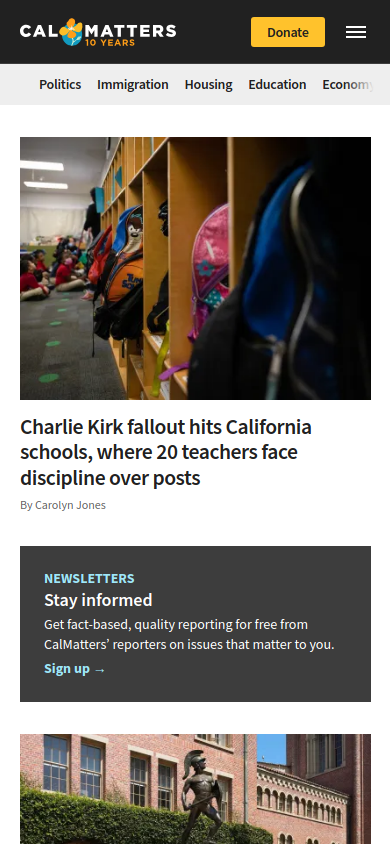 CALMATTERS
10 YEARS
Donate
Politics Immigration Housing Education Economy
Charlie Kirk fallout hits California
schools, where 20 teachers face
discipline over posts
By Carolyn Jones
NEWSLETTERS
Stay informed
Get fact-based, quality reporting for free from
CalMatters’ reporters on issues that matter to you.
Sign up →